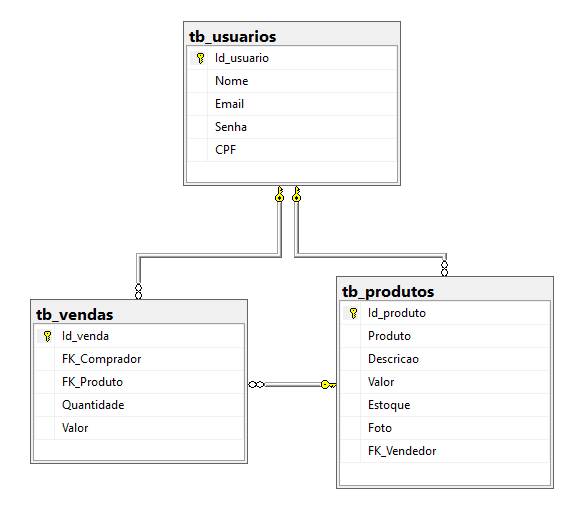 tb_usuarios
Id_usuario
Nome
Email
Senha
CPF
tb_vendas
Id_venda
FK_Comprador
FK_Produto
Quantidade
Valor
tb_produtos
Id_produto
Produto
Descricao
Valor
Estoque
Foto
FK_Vendedor